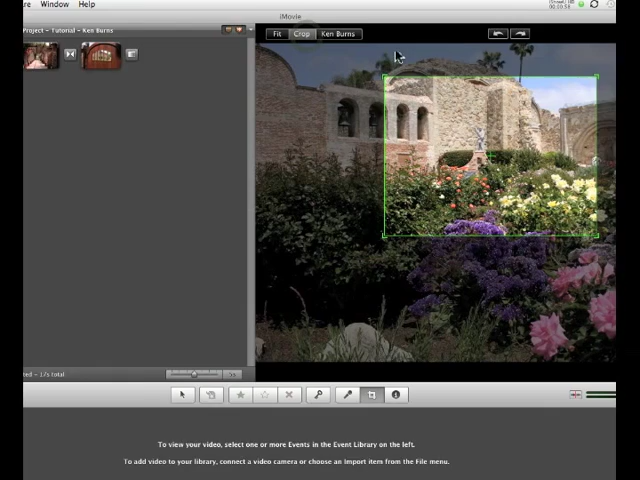 re Window Help
iMovie
Project - Tutorial - Ken Burns
Fit Crop Ken Burns
ted - 17s total
5s
To view your video, select one or more Events in the Event Library on the left.
To add video to your library, connect a video camera or choose an Import item from the File menu.